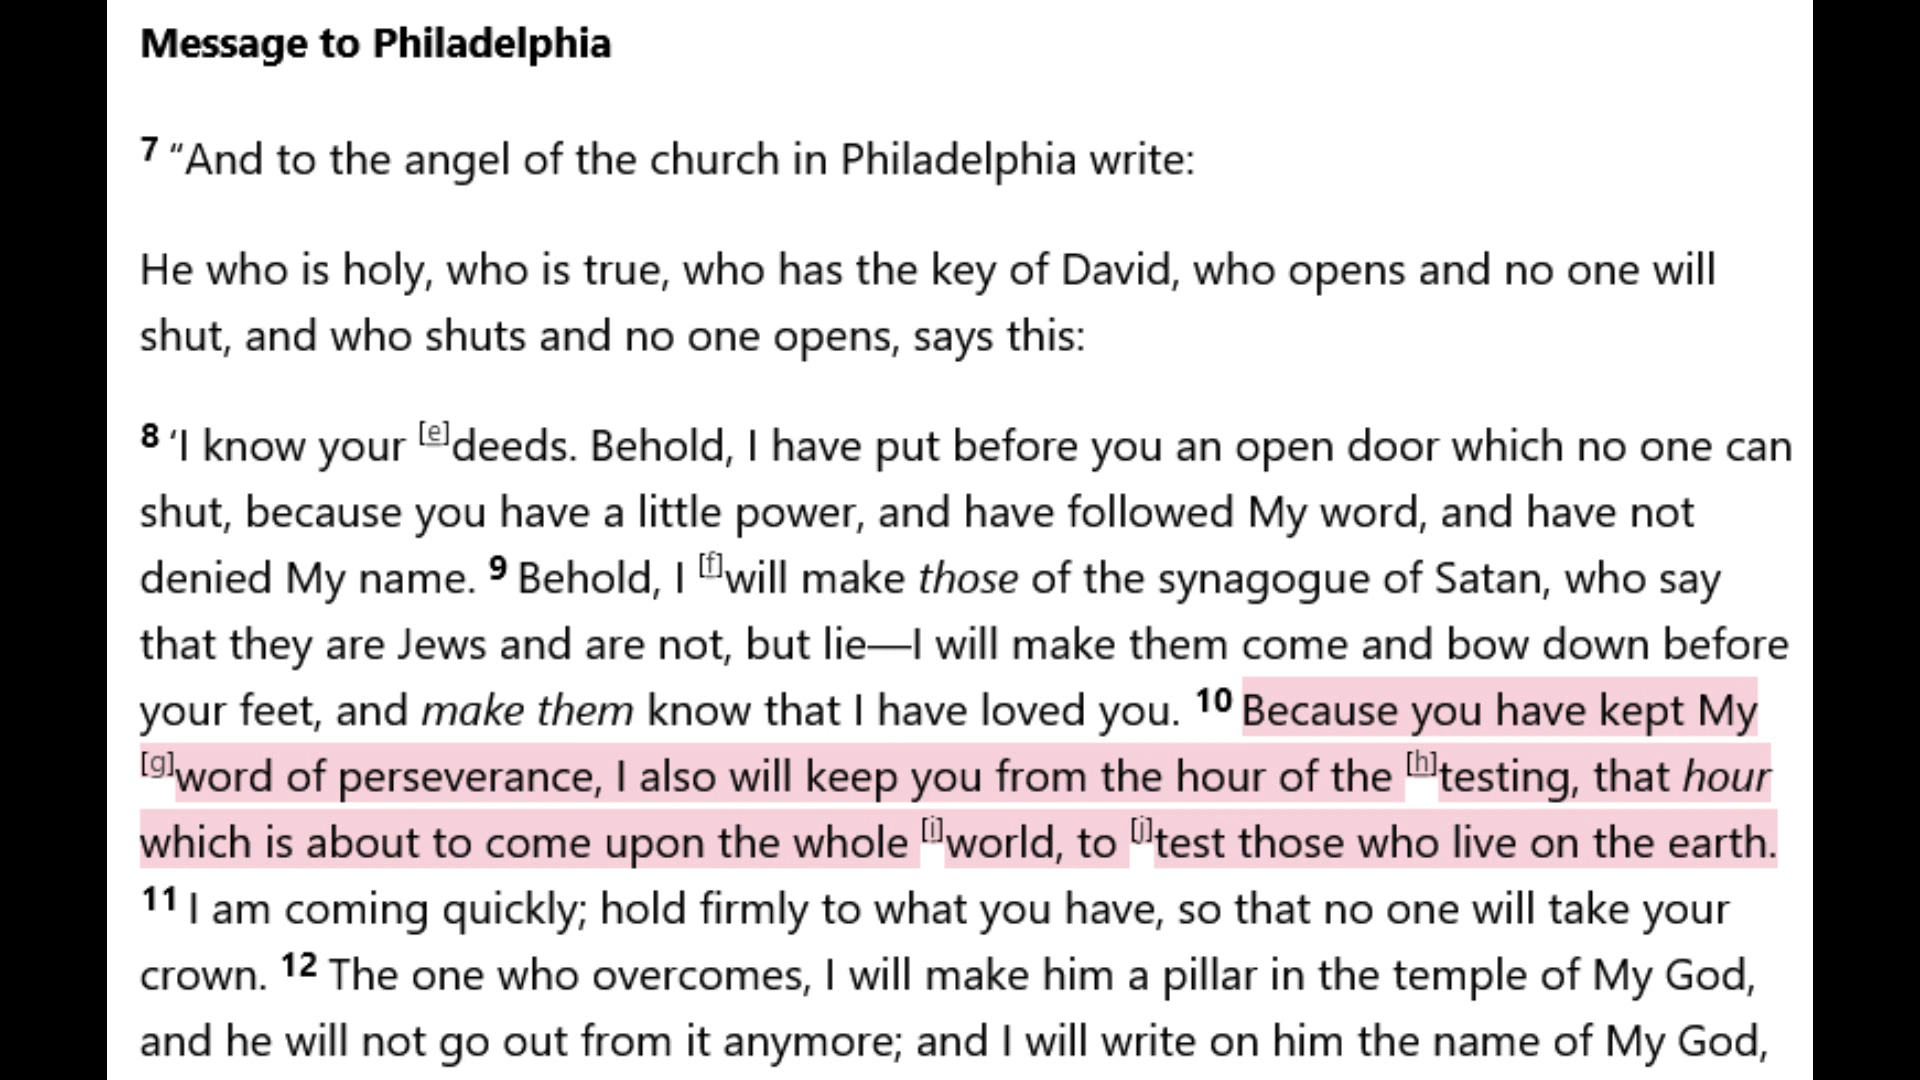 Message to Philadelphia
7 “And to the angel of the church in Philadelphia write:
He who is holy, who is true, who has the key of David, who opens and no one will
shut, and who shuts and no one opens, says this:
8 ‘I know your [e]deeds. Behold, I have put before you an open door which no one can
shut, because you have a little power, and have followed My word, and have not
denied My name. 9 Behold, I [f]will make those of the synagogue of Satan, who say
that they are Jews and are not, but lie—I will make them come and bow down before
your feet, and make them know that I have loved you. 10 Because you have kept My
[g]word of perseverance, I also will keep you from the hour of the [h]testing, that hour
which is about to come upon the whole [i]world, to [j]test those who live on the earth.
11 I am coming quickly; hold firmly to what you have, so that no one will take your
crown. 12 The one who overcomes, I will make him a pillar in the temple of My God,
and he will not go out from it anymore; and I will write on him the name of My God,